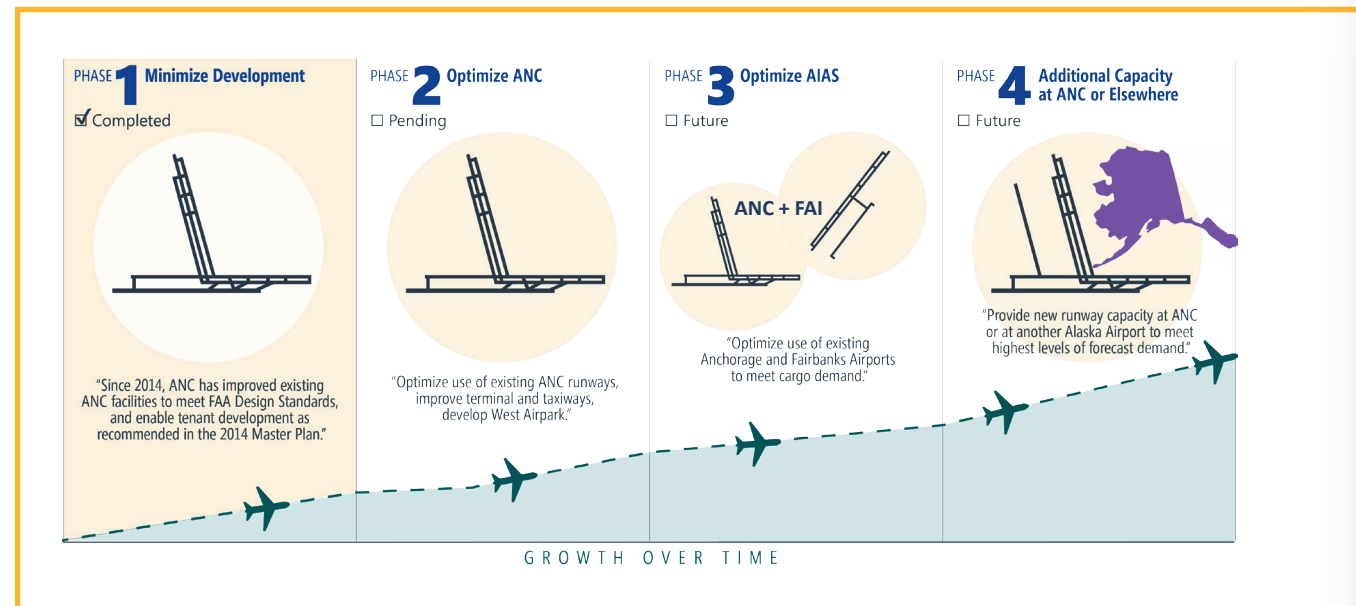 PHASE 1 Minimize Development
Completed
"Since 2014, ANC has improved existing
ANC facilities to meet FAA Design Standards,
and enable tenant development as
recommended in the 2014 Master Plan."
PHASE 2 Optimize ANC
Pending
"Optimize use of existing ANC runways,
improve terminal and taxiways,
develop West Airpark."
PHASE 3 Optimize AIAS
Future
ANC + FAI
"Optimize use of existing
Anchorage and Fairbanks Airports
to meet cargo demand."
PHASE 4 Additional Capacity
at ANC or Elsewhere
Future
"Provide new runway capacity at ANC
or at another Alaska Airport to meet
highest levels of forecast demand."
GROWTH OVER TIME